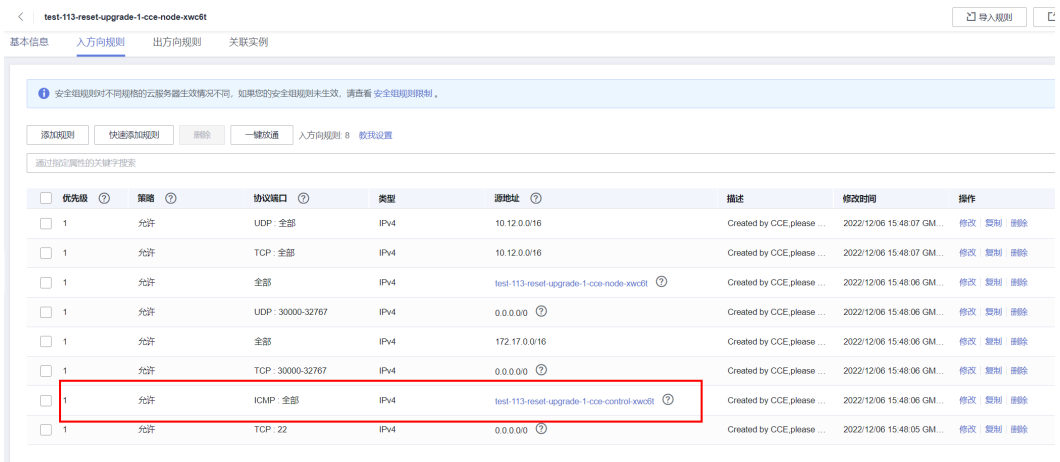 test-113-reset-upgrade-1-cce-node-xwc6t 导入规则
基本信息 入方向规则 出方向规则 关联实例
安全组规则对不同规格的云服务器生效情况不同，如果您的安全组规则未生效，请查看 安全组规则限制 。
添加规则 快速添加规则 删除 一键放通 入方向规则: 8 教我设置
通过指定属性的关键字搜索
优先级 策略 协议端口 类型 源地址 描述 修改时间 操作
1 允许 UDP : 全部 IPv4 10.12.0.0/16 Created by CCE,please ... 2022/12/06 15:48:07 GM... 修改 复制 删除
1 允许 TCP : 全部 IPv4 10.12.0.0/16 Created by CCE,please ... 2022/12/06 15:48:07 GM... 修改 复制 删除
1 允许 全部 IPv4 test-113-reset-upgrade-1-cce-node-xwc6t Created by CCE,please ... 2022/12/06 15:48:06 GM... 修改 复制 删除
1 允许 UDP : 30000-32767 IPv4 0.0.0.0/0 Created by CCE,please ... 2022/12/06 15:48:06 GM... 修改 复制 删除
1 允许 全部 IPv4 172.17.0.0/16 Created by CCE,please ... 2022/12/06 15:48:06 GM... 修改 复制 删除
1 允许 TCP : 30000-32767 IPv4 0.0.0.0/0 Created by CCE,please ... 2022/12/06 15:48:06 GM... 修改 复制 删除
1 允许 ICMP : 全部 IPv4 test-113-reset-upgrade-1-cce-control-xwc6t Created by CCE,please ... 2022/12/06 15:48:06 GM... 修改 复制 删除
1 允许 TCP : 22 IPv4 0.0.0.0/0 Created by CCE,please ... 2022/12/06 15:48:05 GM... 修改 复制 删除